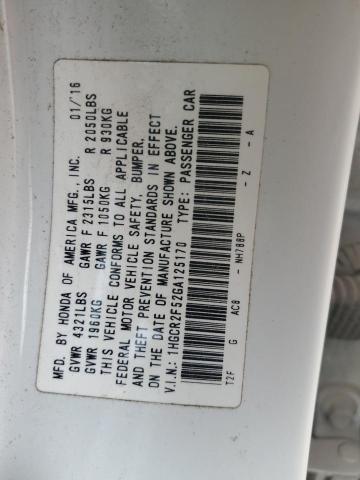 MFD. BY HONDA OF AMERICA MFG., INC. 01/16
GVWR 4321LBS GAWR F 2315LBS R 2050LBS
GVWR 1960KG GAWR F 1050KG R 930KG
THIS VEHICLE CONFORMS TO ALL APPLICABLE
FEDERAL MOTOR VEHICLE SAFETY, BUMPER,
AND THEFT PREVENTION STANDARDS IN EFFECT
ON THE DATE OF MANUFACTURE SHOWN ABOVE.
V.I.N.: 1HGCR2F52GA125170 TYPE: PASSENGER CAR
T2F G AC8 - NH788P - Z - A